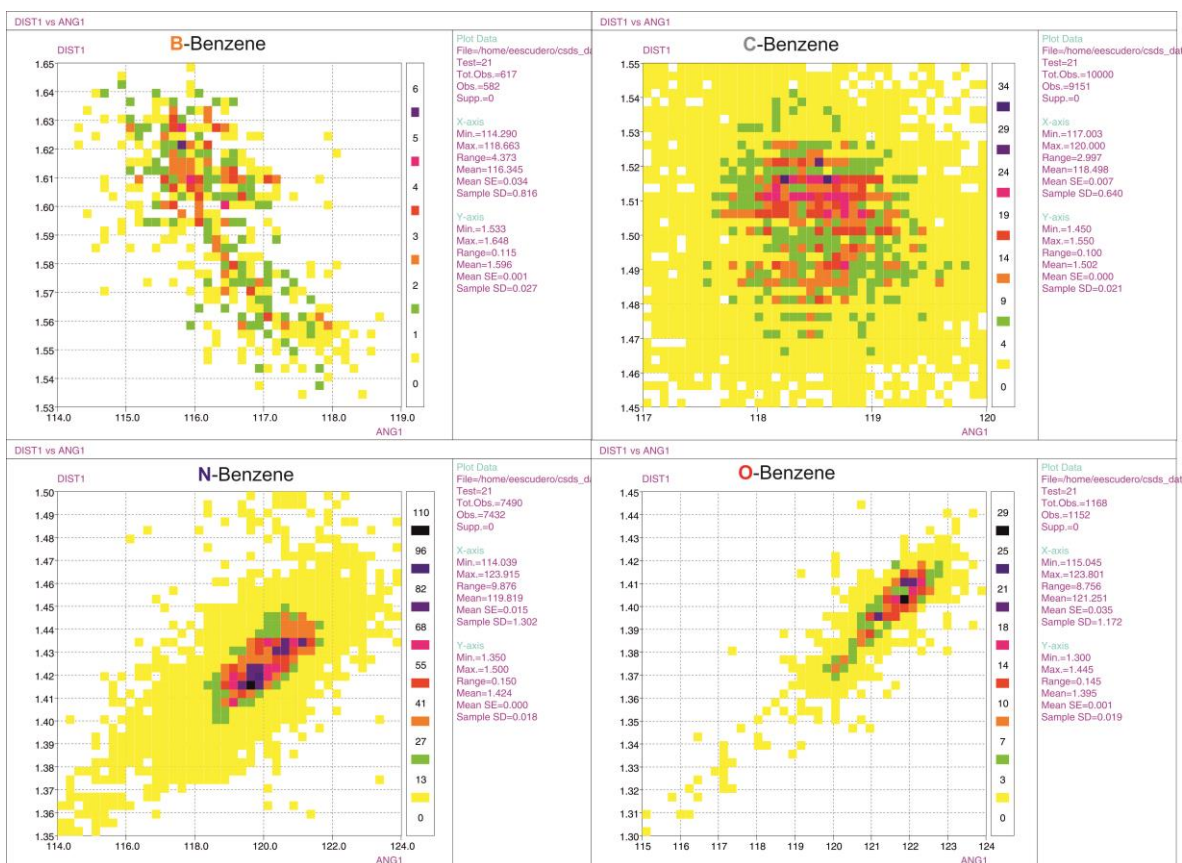 DIST1 vs ANG1
B-Benzene
DIST1
1.65
1.64
1.63
1.62
1.61
1.60
1.59
1.58
1.57
1.56
1.55
1.54
1.53
114.0 115.0 116.0 117.0 118.0 119.0
ANG1
6
5
4
3
2
1
0
Plot Data
File=/home/eescudero/csds_da
Test=21
Tot.Obs.=617
Obs.=582
Supp.=0
X-axis
Min.=114.290
Max.=118.663
Range=4.373
Mean=116.345
Mean SE=0.034
Sample SD=0.816
Y-axis
Min.=1.533
Max.=1.648
Range=0.115
Mean=1.596
Mean SE=0.001
Sample SD=0.027
DIST1 vs ANG1
C-Benzene
DIST1
1.55
1.54
1.53
1.52
1.51
1.50
1.49
1.48
1.47
1.46
1.45
117 118 119 120
ANG1
34
29
24
19
14
9
4
0
Plot Data
File=/home/eescudero/csds_dat
Test=21
Tot.Obs.=10000
Obs.=9151
Supp.=0
X-axis
Min.=117.003
Max.=120.000
Range=2.997
Mean=118.498
Mean SE=0.007
Sample SD=0.640
Y-axis
Min.=1.450
Max.=1.550
Range=0.100
Mean=1.502
Mean SE=0.000
Sample SD=0.021
DIST1 vs ANG1
N-Benzene
DIST1
1.50
1.49
1.48
1.47
1.46
1.45
1.44
1.43
1.42
1.41
1.40
1.39
1.38
1.37
1.36
1.35
114.0 116.0 118.0 120.0 122.0 124.0
ANG1
110
96
82
68
55
41
27
13
0
Plot Data
File=/home/eescudero/csds_da
Test=21
Tot.Obs.=7490
Obs.=7432
Supp.=0
X-axis
Min.=114.039
Max.=123.915
Range=9.876
Mean=119.819
Mean SE=0.015
Sample SD=1.302
Y-axis
Min.=1.350
Max.=1.500
Range=0.150
Mean=1.424
Mean SE=0.000
Sample SD=0.018
DIST1 vs ANG1
O-Benzene
DIST1
1.45
1.44
1.43
1.42
1.41
1.40
1.39
1.38
1.37
1.36
1.35
1.34
1.33
1.32
1.31
1.30
115 116 117 118 119 120 121 122 123 124
ANG1
29
25
21
18
14
10
7
3
0
Plot Data
File=/home/eescudero/csds_dat
Test=21
Tot.Obs.=1168
Obs.=1152
Supp.=0
X-axis
Min.=115.045
Max.=123.801
Range=8.756
Mean=121.251
Mean SE=0.035
Sample SD=1.172
Y-axis
Min.=1.300
Max.=1.445
Range=0.145
Mean=1.395
Mean SE=0.001
Sample SD=0.019